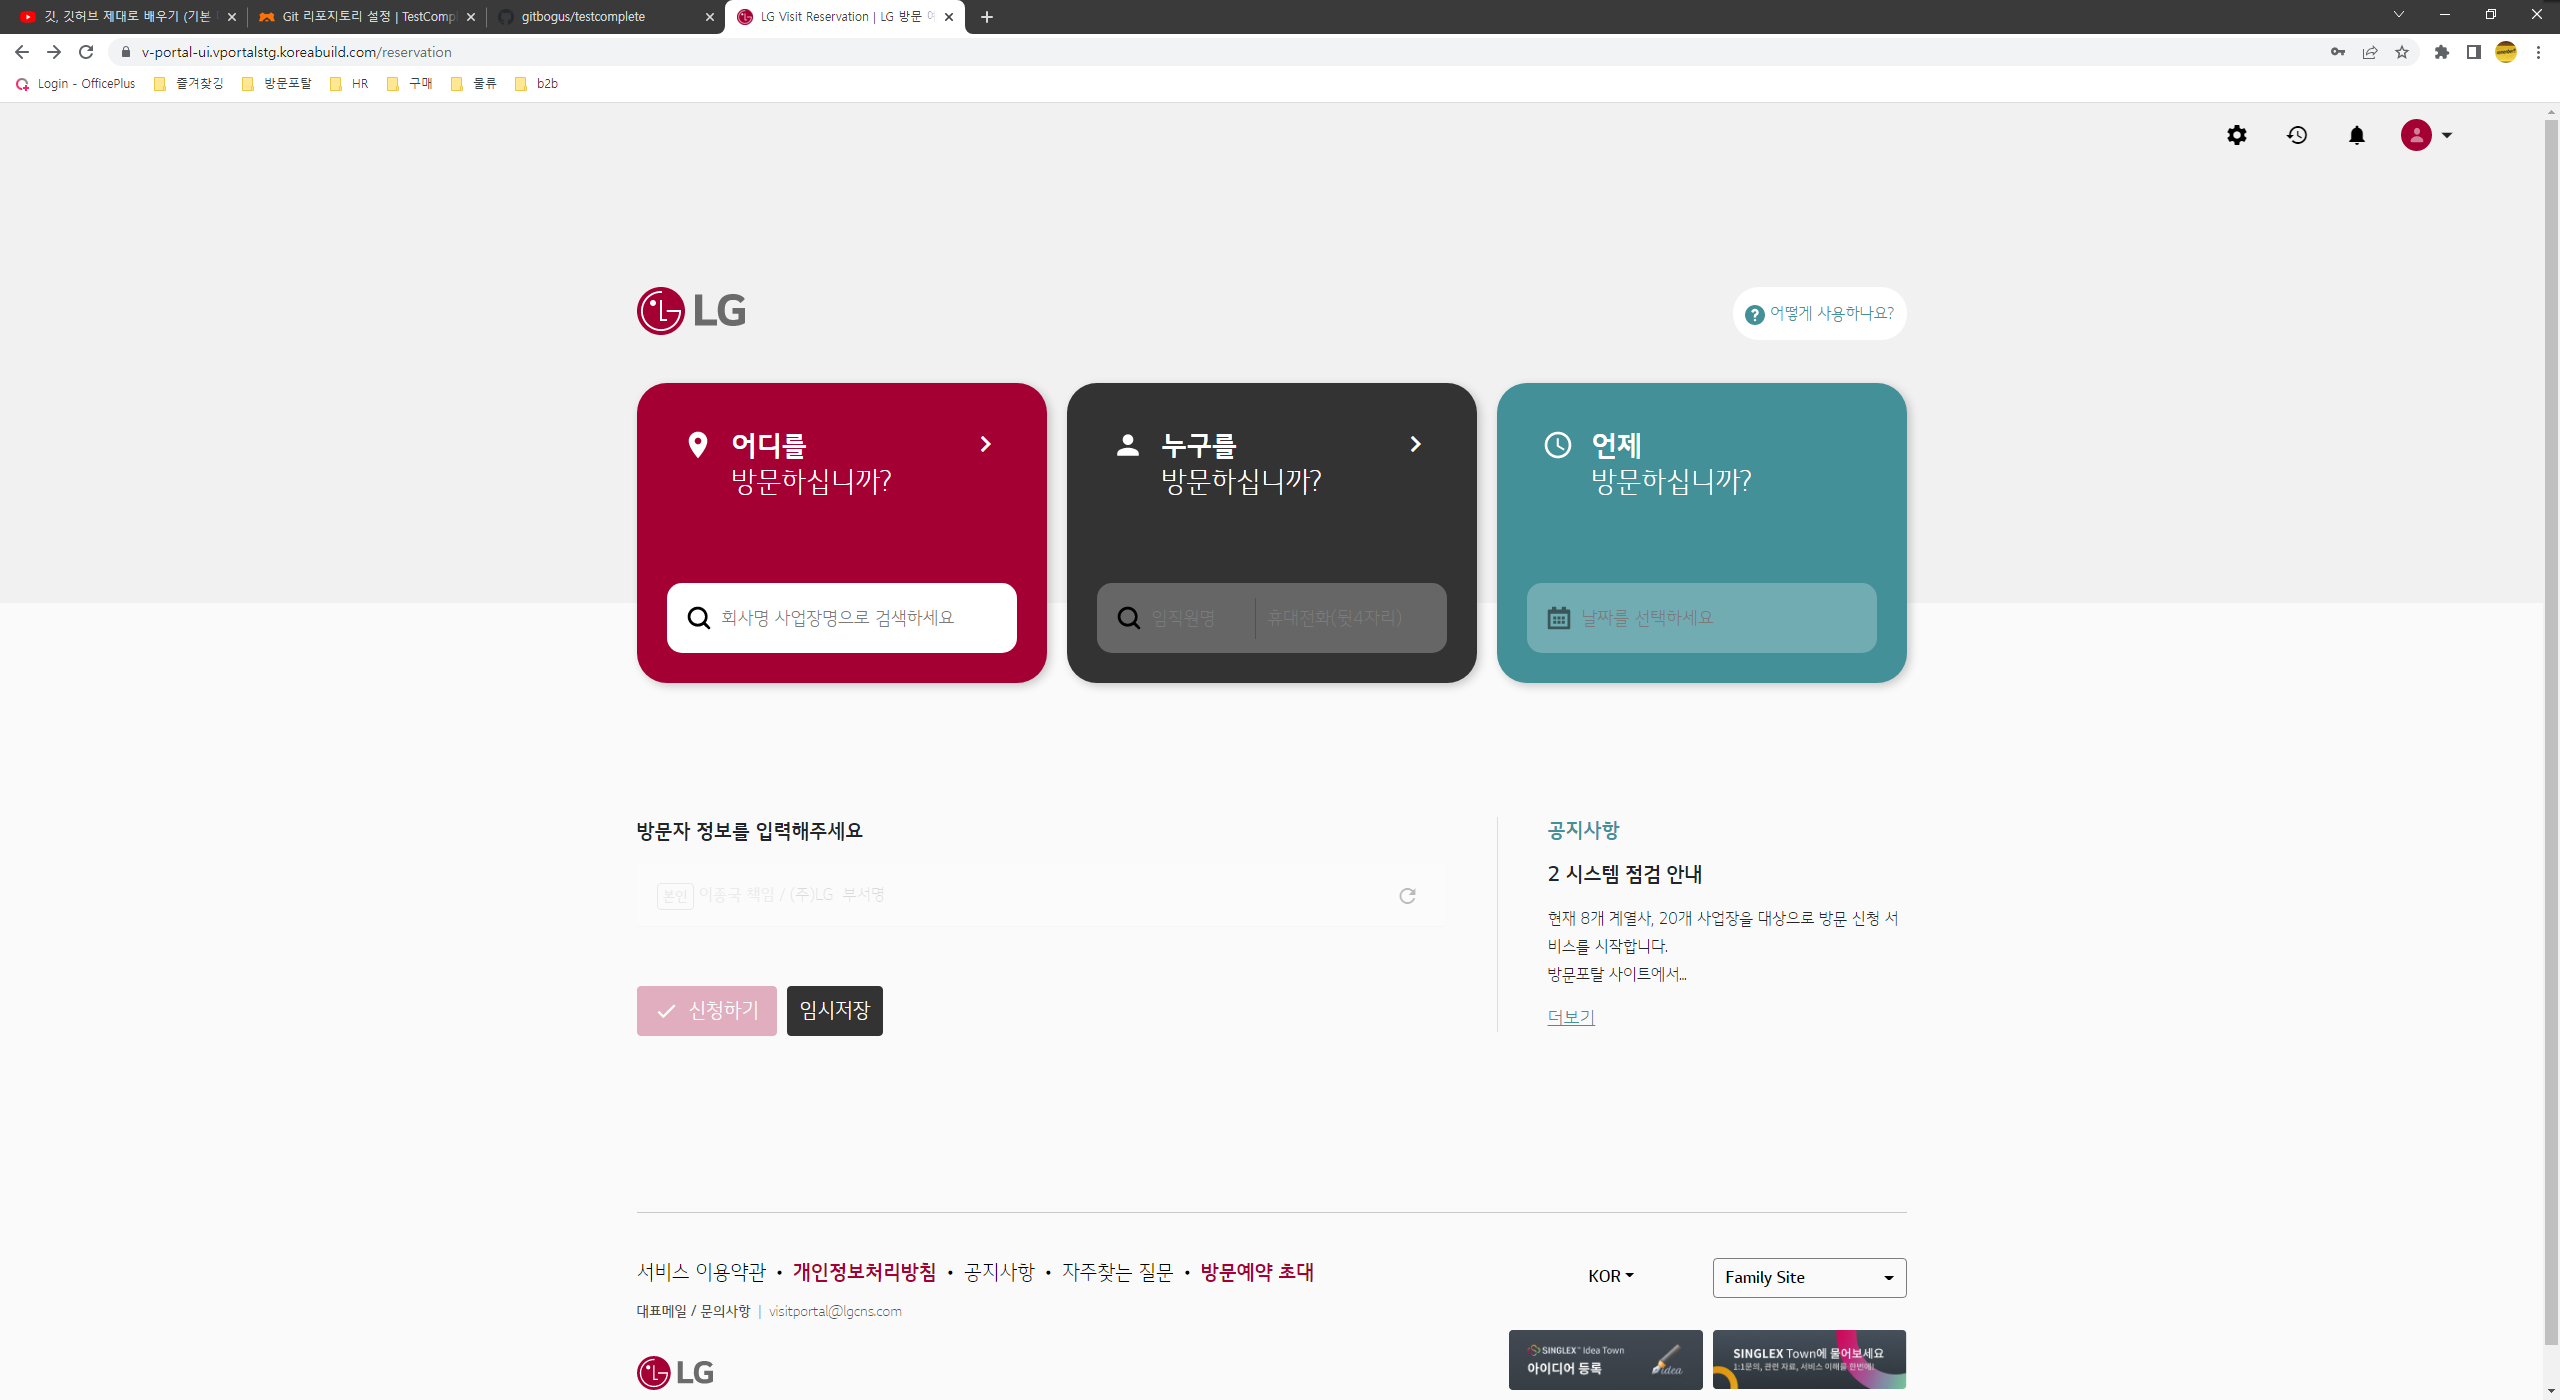 깃, 깃허브 제대로 배우기 (기본
Git 리포지토리 설정 | TestComp
gitbogus/testcomplete
LG Visit Reservation | LG 방문 예
v-portal-ui.vportalstg.koreabuild.com/reservation
Login - OfficePlus
즐겨찾깅
방문포탈
HR
구매
물류
b2b
LG
어떻게 사용하나요?
어디를
방문하십니까?
회사명 사업장명으로 검색하세요
누구를
방문하십니까?
임직원명 휴대전화(뒷4자리)
언제
방문하십니까?
날짜를 선택하세요
방문자 정보를 입력해주세요
본인 이종국 책임 / (주)LG 부서명
신청하기
임시저장
공지사항
2 시스템 점검 안내
현재 8개 계열사, 20개 사업장을 대상으로 방문 신청 서
비스를 시작합니다.
방문포탈 사이트에서...
더보기
서비스 이용약관 • 개인정보처리방침 • 공지사항 • 자주찾는 질문 • 방문예약 초대
KOR
Family Site
대표메일 / 문의사항 | visitportal@lgcns.com
SINGLEX™ Idea Town
아이디어 등록
idea
SINGLEX Town에 물어보세요
1:1문의, 관련 자료, 서비스 이해를 한번에!
LG